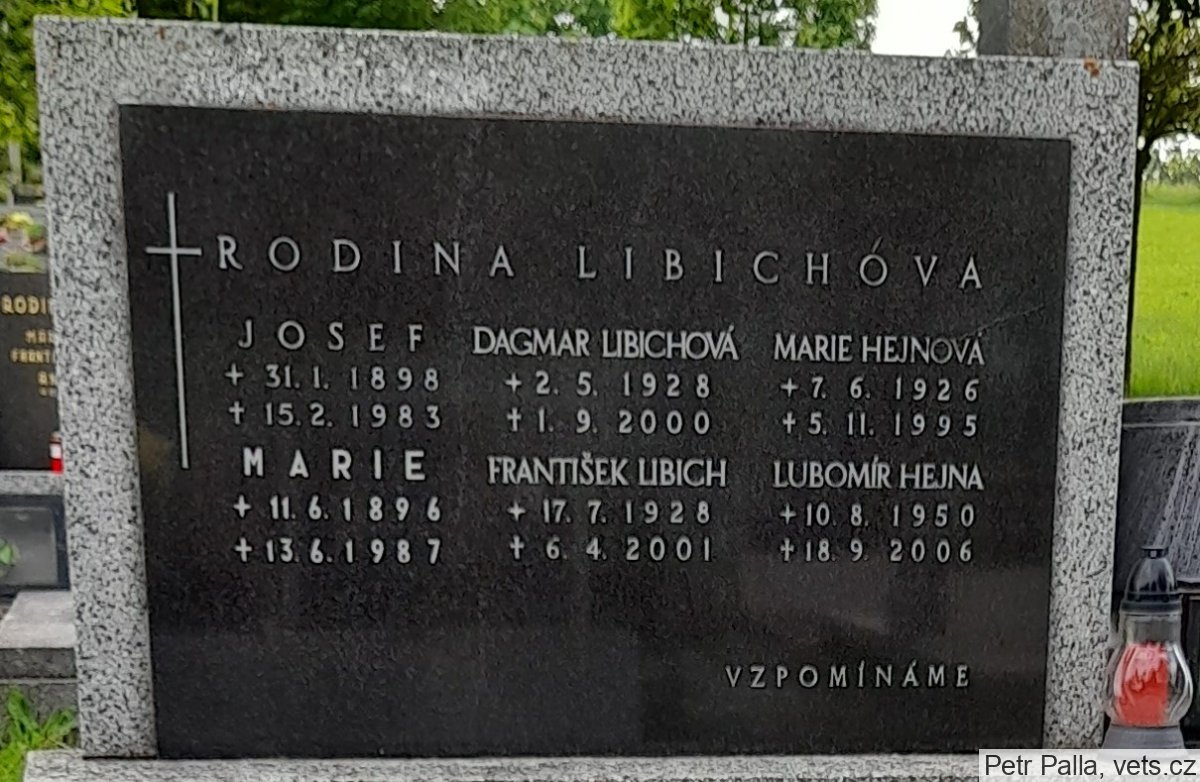 RODINA LIBICHÓVA
JOSEF
+ 31. 1. 1898
† 15. 2. 1983
MARIE
+ 11. 6. 1896
† 13. 6. 1987
DAGMAR LIBICHOVÁ
+ 2. 5. 1928
† 1. 9. 2000
FRANTIŠEK LIBICH
+ 17. 7. 1928
† 6. 4. 2001
MARIE HEJNOVÁ
+ 7. 6. 1926
+ 5. 11. 1995
LUBOMÍR HEJNA
+ 10. 8. 1950
† 18. 9. 2006
VZPOMÍNÁME
Petr Palla, vets.cz